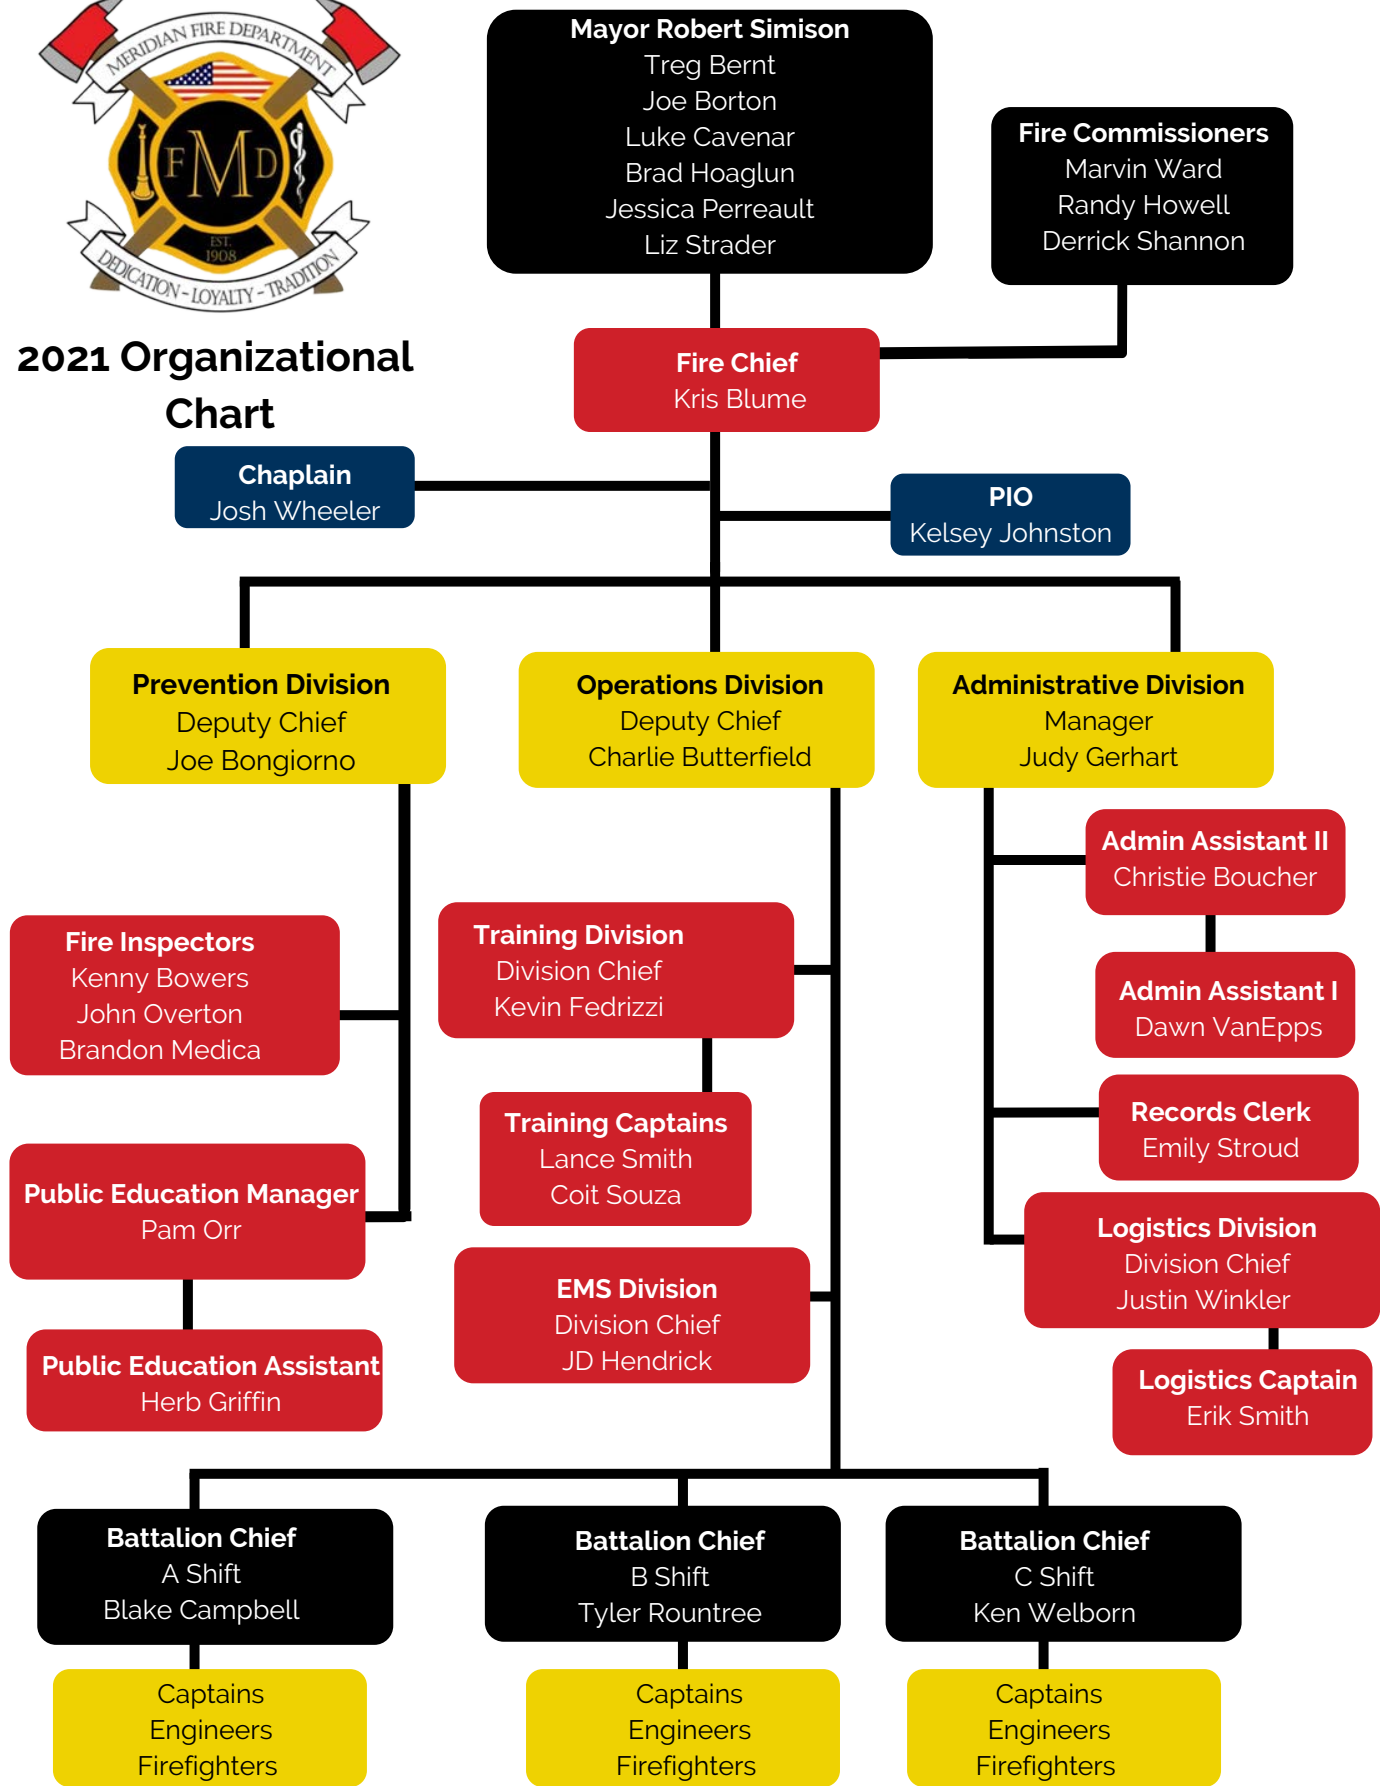 MERIDIAN FIRE DEPARTMENT
FMD
EST.
1908
DEDICATION - LOYALTY - TRADITION
2021 Organizational
Chart
Mayor Robert Simison
Treg Bernt
Joe Borton
Luke Cavenar
Brad Hoaglun
Jessica Perreault
Liz Strader
Fire Commissioners
Marvin Ward
Randy Howell
Derrick Shannon
Fire Chief
Kris Blume
Chaplain
Josh Wheeler
PIO
Kelsey Johnston
Prevention Division
Deputy Chief
Joe Bongiorno
Operations Division
Deputy Chief
Charlie Butterfield
Administrative Division
Manager
Judy Gerhart
Fire Inspectors
Kenny Bowers
John Overton
Brandon Medica
Public Education Manager
Pam Orr
Public Education Assistant
Herb Griffin
Training Division
Division Chief
Kevin Fedrizzi
Training Captains
Lance Smith
Coit Souza
EMS Division
Division Chief
JD Hendrick
Admin Assistant II
Christie Boucher
Admin Assistant I
Dawn VanEpps
Records Clerk
Emily Stroud
Logistics Division
Division Chief
Justin Winkler
Logistics Captain
Erik Smith
Battalion Chief
A Shift
Blake Campbell
Captains
Engineers
Firefighters
Battalion Chief
B Shift
Tyler Rountree
Captains
Engineers
Firefighters
Battalion Chief
C Shift
Ken Welborn
Captains
Engineers
Firefighters